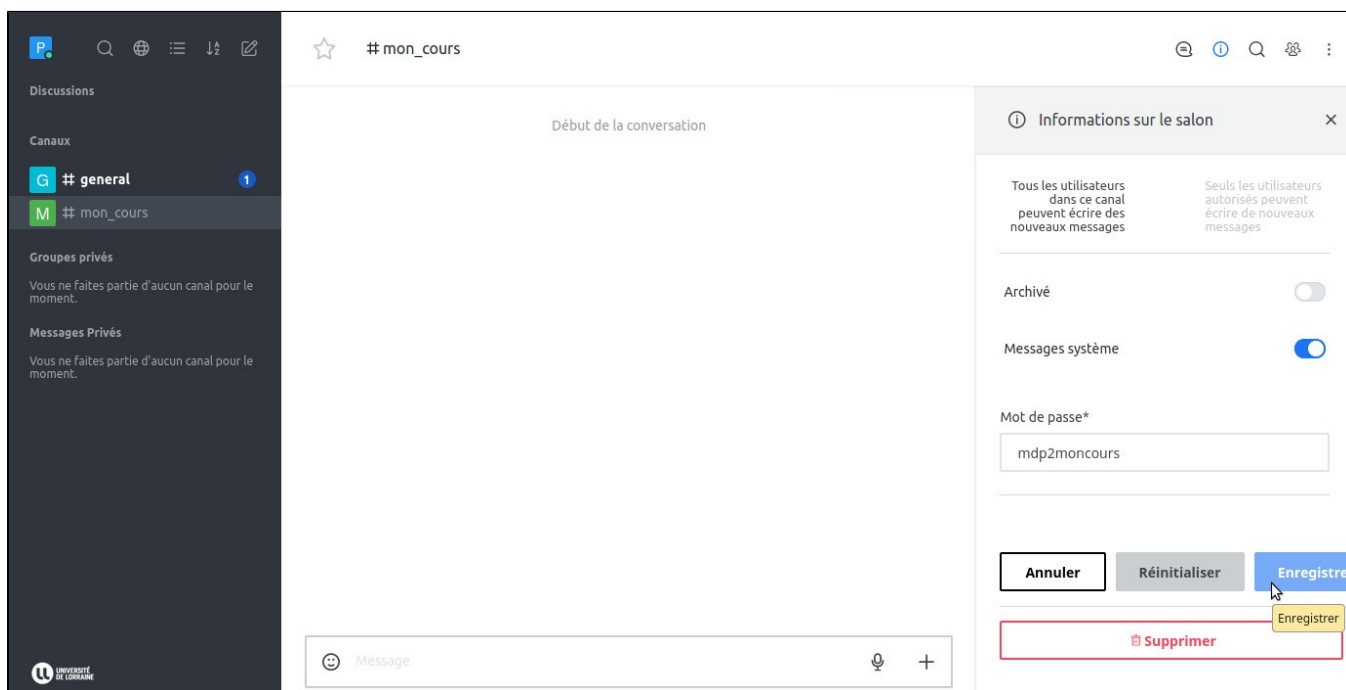 P
# mon_cours
Discussions
Canaux
G # general 1
M # mon_cours
Groupes privés
Vous ne faites partie d'aucun canal pour le
moment.
Messages Privés
Vous ne faites partie d'aucun canal pour le
moment.
UNIVERSITÉ
DE LORRAINE
Début de la conversation
Message
Informations sur le salon
Tous les utilisateurs
dans ce canal
peuvent écrire des
nouveaux messages
Seuls les utilisateurs
autorisés peuvent
écrire de nouveaux
messages
Archivé
Messages système
Mot de passe*
mdp2moncours
Annuler
Réinitialiser
Enregistre
Enregistrer
Supprimer